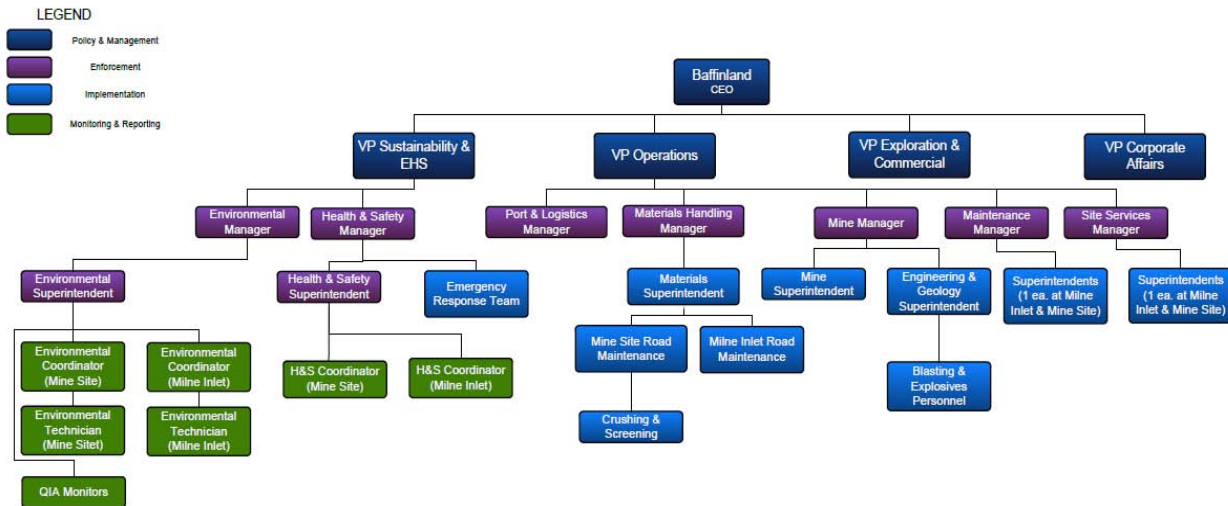 LEGEND
Policy & Management
Enforcement
Implementation
Monitoring & Reporting
Baffinland
CEO
VP Sustainability &
EHS
VP Operations
VP Exploration &
Commercial
VP Corporate
Affairs
Environmental
Manager
Health & Safety
Manager
Port & Logistics
Manager
Materials Handling
Manager
Mine Manager
Maintenance
Manager
Site Services
Manager
Environmental
Superintendent
Health & Safety
Superintendent
Emergency
Response Team
Materials
Superintendent
Mine
Superintendent
Engineering &
Geology
Superintendent
Superintendents
(1 ea. at Milne
Inlet & Mine Site)
Superintendents
(1 ea. at Milne
Inlet & Mine Site)
Environmental
Coordinator
(Mine Site)
Environmental
Coordinator
(Milne Inlet)
H&S Coordinator
(Mine Site)
H&S Coordinator
(Milne Inlet)
Mine Site Road
Maintenance
Milne Inlet Road
Maintenance
Blasting &
Explosives
Personnel
Environmental
Technician
(Mine Sitet)
Environmental
Technician
(Milne Inlet)
Crushing &
Screening
QIA Monitors